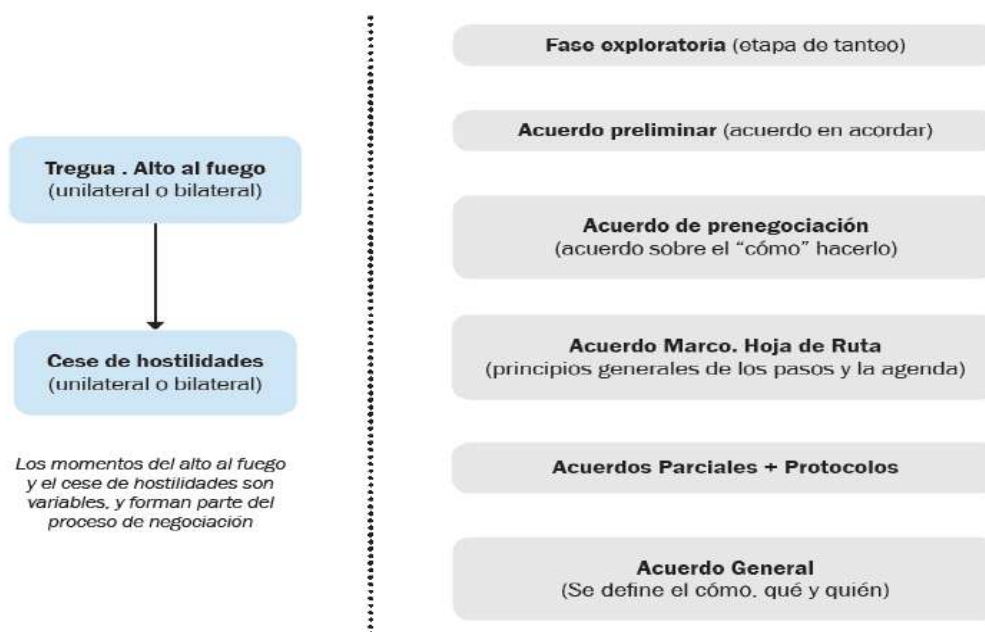 Tregua . Alto al fuego
(unilateral o bilateral)
Cese de hostilidades
(unilateral o bilateral)
Los momentos del alto al fuego
y el cese de hostilidades son
variables, y forman parte del
proceso de negociación
Fase exploratoria (etapa de tanteo)
Acuerdo preliminar (acuerdo en acordar)
Acuerdo de prenegociación
(acuerdo sobre el “cómo” hacerlo)
Acuerdo Marco. Hoja de Ruta
(principios generales de los pasos y la agenda)
Acuerdos Parciales + Protocolos
Acuerdo General
(Se define el cómo, qué y quién)